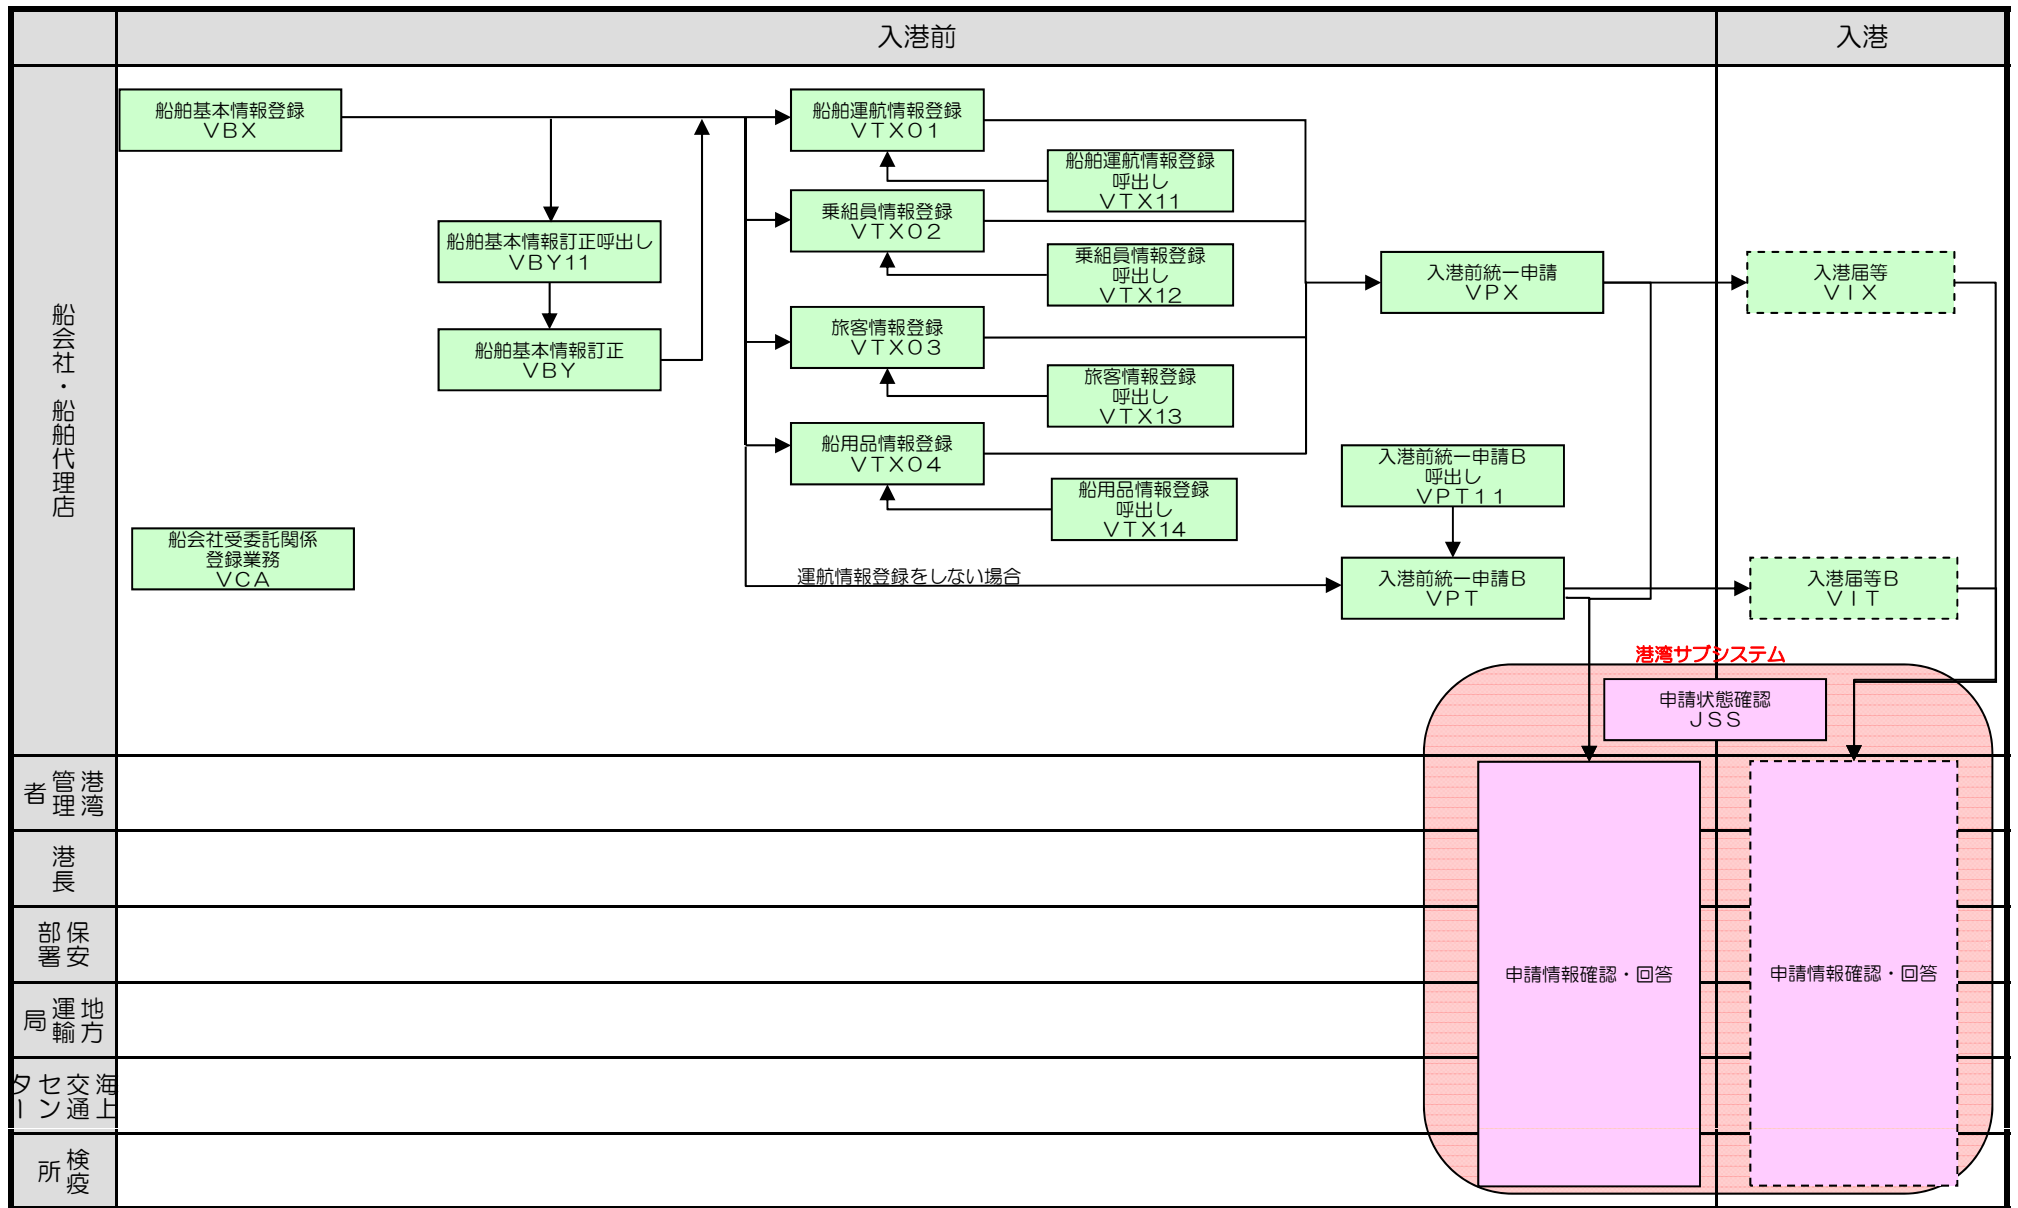 入港前
入港
船会社・船舶代理店
船舶基本情報登録
ＶＢＸ
船舶基本情報訂正呼出し
ＶＢＹ11
船舶基本情報訂正
ＶＢＹ
船会社受委託関係
登録業務
ＶＣＡ
船舶運航情報登録
ＶＴＸ０１
船舶運航情報登録
呼出し
ＶＴＸ11
乗組員情報登録
ＶＴＸ０２
乗組員情報登録
呼出し
ＶＴＸ12
旅客情報登録
ＶＴＸ０３
旅客情報登録
呼出し
ＶＴＸ13
船用品情報登録
ＶＴＸ０４
船用品情報登録
呼出し
ＶＴＸ14
運航情報登録をしない場合
入港前統一申請
ＶＰＸ
入港前統一申請Ｂ
呼出し
ＶＰＴ１１
入港前統一申請Ｂ
ＶＰＴ
入港届等
ＶＩＸ
入港届等Ｂ
ＶＩＴ
港湾サブシステム
申請状態確認
ＪＳＳ
港湾
管理
者
港長
保安
部署
地方
運輸
局
海上
交通
セン
ター
検疫
所
申請情報確認・回答
申請情報確認・回答